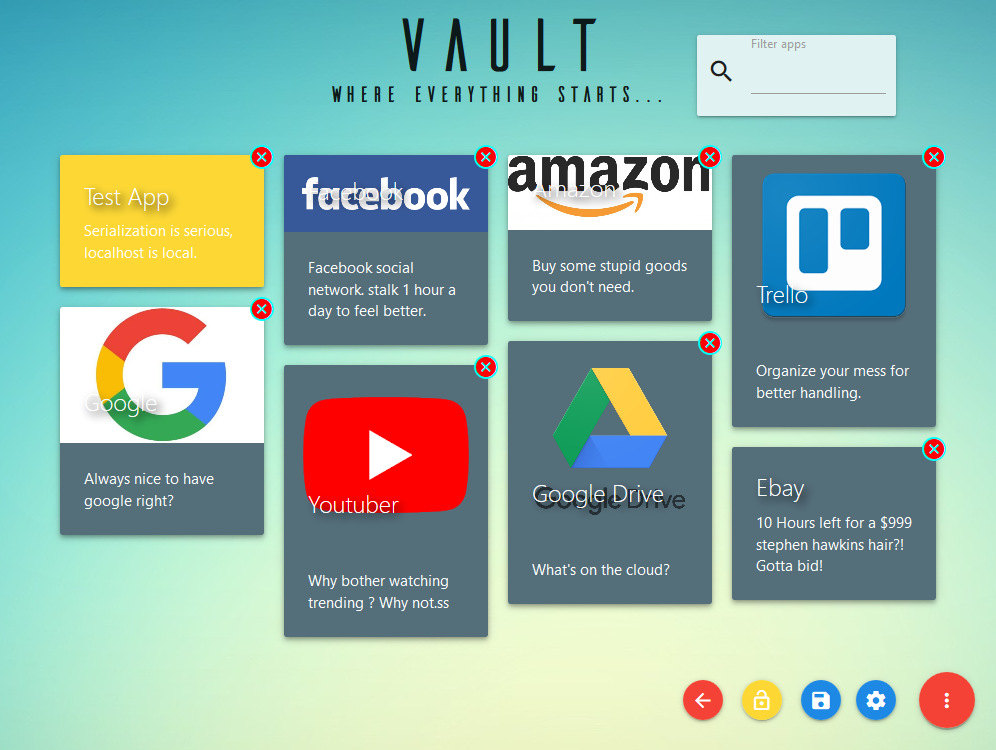 VAULT
WHERE EVERYTHING STARTS...
Filter apps
Test App
Serialization is serious,
localhost is local.
Google
Always nice to have
google right?
facebook
Facebook
Facebook social
network. stalk 1 hour a
day to feel better.
Youtuber
Why bother watching
trending ? Why not.ss
amazon
Amazon
Buy some stupid goods
you don't need.
Google Drive
Google Drive
What's on the cloud?
Trello
Organize your mess for
better handling.
Ebay
10 Hours left for a $999
stephen hawkins hair?!
Gotta bid!